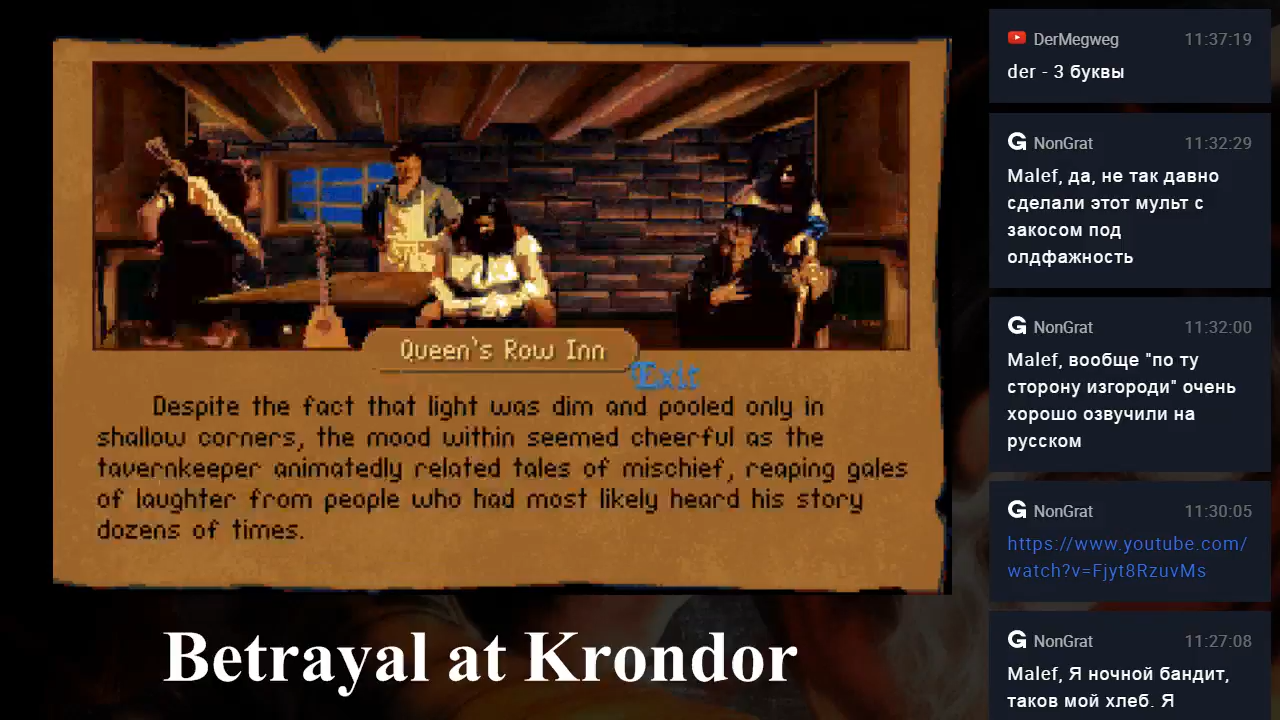 Queen's Row Inn
Exit
Despite the fact that light was dim and pooled only in
shallow corners, the mood within seemed cheerful as the
tavernkeeper animatedly related tales of mischief, reaping gales
of laughter from people who had most likely heard his story
dozens of times.
Betrayal at Krondor
DerMegweg 11:37:19
der - 3 буквы
G NonGrat 11:32:29
Malef, да, не так давно
сделали этот мульт с
закосом под
олдфажность
G NonGrat 11:32:00
Malef, вообще "по ту
сторону изгороди" очень
хорошо озвучили на
русском
G NonGrat 11:30:05
https://www.youtube.com/
watch?v=Fjyt8RzuvMs
G NonGrat 11:27:08
Malef, Я ночной бандит,
таков мой хлеб. Я